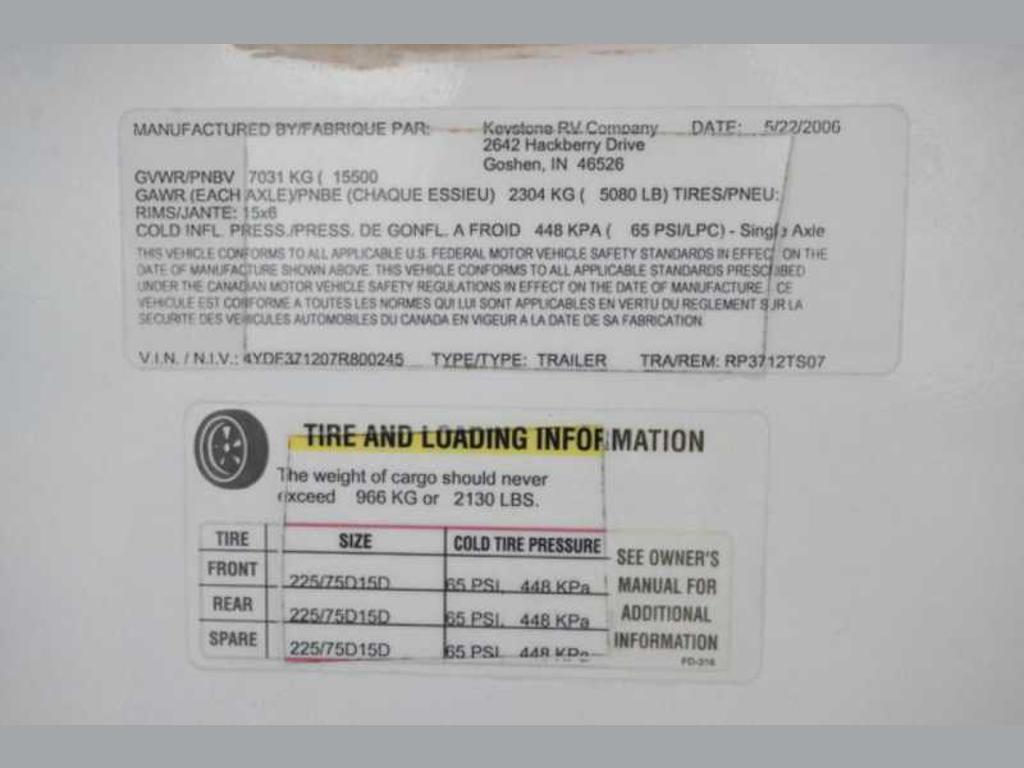 MANUFACTURED BY/FABRIQUE PAR: Keystone RV Company DATE: 5/22/2006
2642 Hackberry Drive
Goshen, IN 46526
GVWR/PNBV 7031 KG ( 15500
GAWR (EACH AXLE)/PNBE (CHAQUE ESSIEU) 2304 KG ( 5080 LB) TIRES/PNEU:
RIMS/JANTE: 15x6
COLD INFL. PRESS./PRESS. DE GONFL. A FROID 448 KPA ( 65 PSI/LPC) - Single Axle
THIS VEHICLE CONFORMS TO ALL APPLICABLE U.S. FEDERAL MOTOR VEHICLE SAFETY STANDARDS IN EFFECT ON THE
DATE OF MANUFACTURE SHOWN ABOVE. THIS VEHICLE CONFORMS TO ALL APPLICABLE STANDARDS PRESCRIBED
UNDER THE CANADIAN MOTOR VEHICLE SAFETY REGULATIONS IN EFFECT ON THE DATE OF MANUFACTURE. CE
VEHICULE EST CONFORME A TOUTES LES NORMES QUI LUI SONT APPLICABLES EN VERTU DU REGLEMENT SUR LA
SECURITE DES VEHICULES AUTOMOBILES DU CANADA EN VIGEUR A LA DATE DE SA FABRICATION.
V.I.N. / N.I.V.: 4YDF371207R800245 TYPE/TYPE: TRAILER TRA/REM: RP3712TS07
TIRE AND LOADING INFORMATION
The weight of cargo should never
exceed 966 KG or 2130 LBS.
TIRE SIZE COLD TIRE PRESSURE
FRONT 225/75D15D 65 PSI, 448 KPa
REAR 225/75D15D 65 PSI, 448 KPa
SPARE 225/75D15D 65 PSI, 448 KPa
SEE OWNER'S
MANUAL FOR
ADDITIONAL
INFORMATION
FD-316